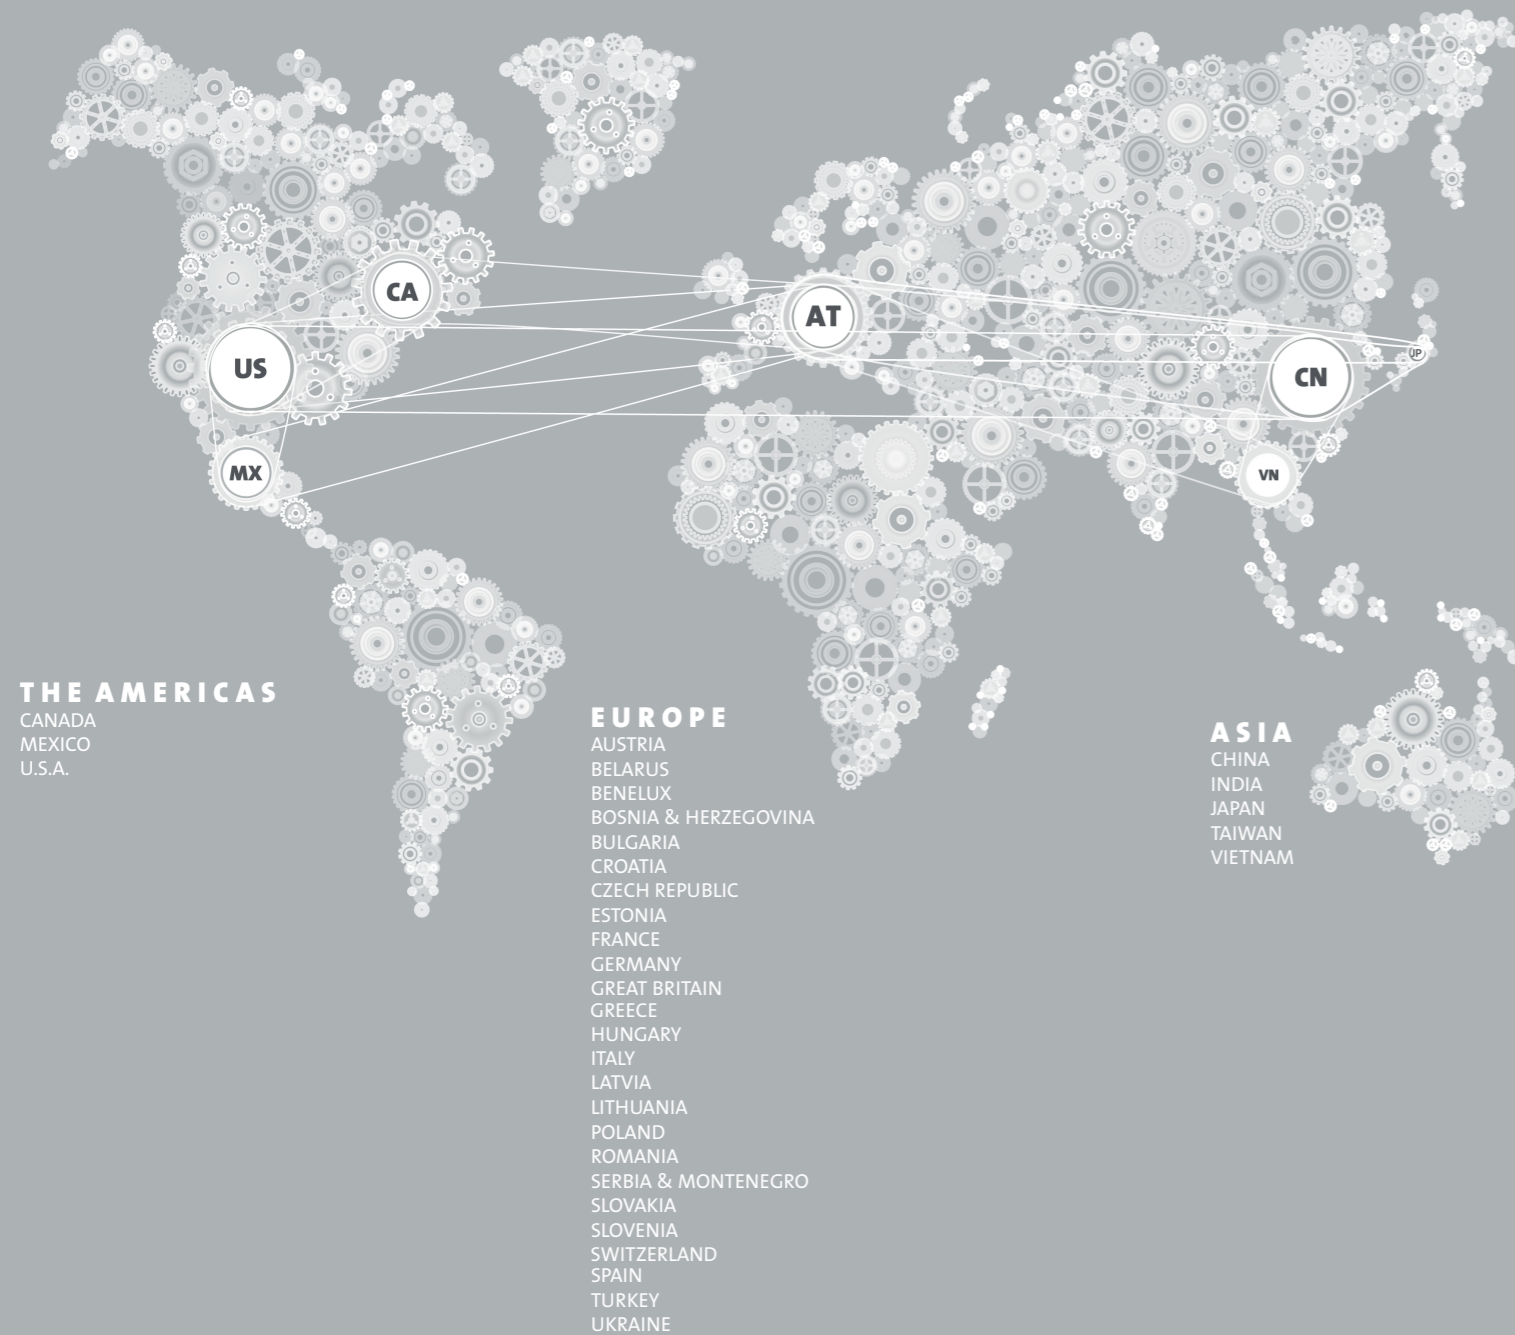 CA
AT
JP
US
CN
MX
VN
THE AMERICAS
CANADA
MEXICO
U.S.A.
EUROPE
AUSTRIA
BELARUS
BENELUX
BOSNIA & HERZEGOVINA
BULGARIA
CROATIA
CZECH REPUBLIC
ESTONIA
FRANCE
GERMANY
GREAT BRITAIN
GREECE
HUNGARY
ITALY
LATVIA
LITHUANIA
POLAND
ROMANIA
SERBIA & MONTENEGRO
SLOVAKIA
SLOVENIA
SWITZERLAND
SPAIN
TURKEY
UKRAINE
ASIA
CHINA
INDIA
JAPAN
TAIWAN
VIETNAM